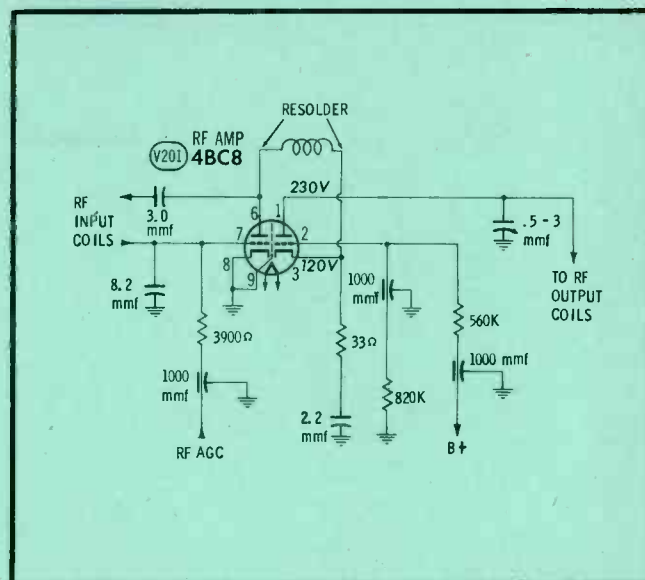 RESOLDER
RF AMP
V201 4BC8
230V
RF
INPUT
COILS
3.0
mmf
6
1
7
2
8
9
3
120V
.5-3
mmf
TO RF
OUTPUT
COILS
8.2
mmf
3900Ω
1000
mmf
33Ω
560K
1000
mmf
1000 mmf
820K
2.2
mmf
RF AGC
B+